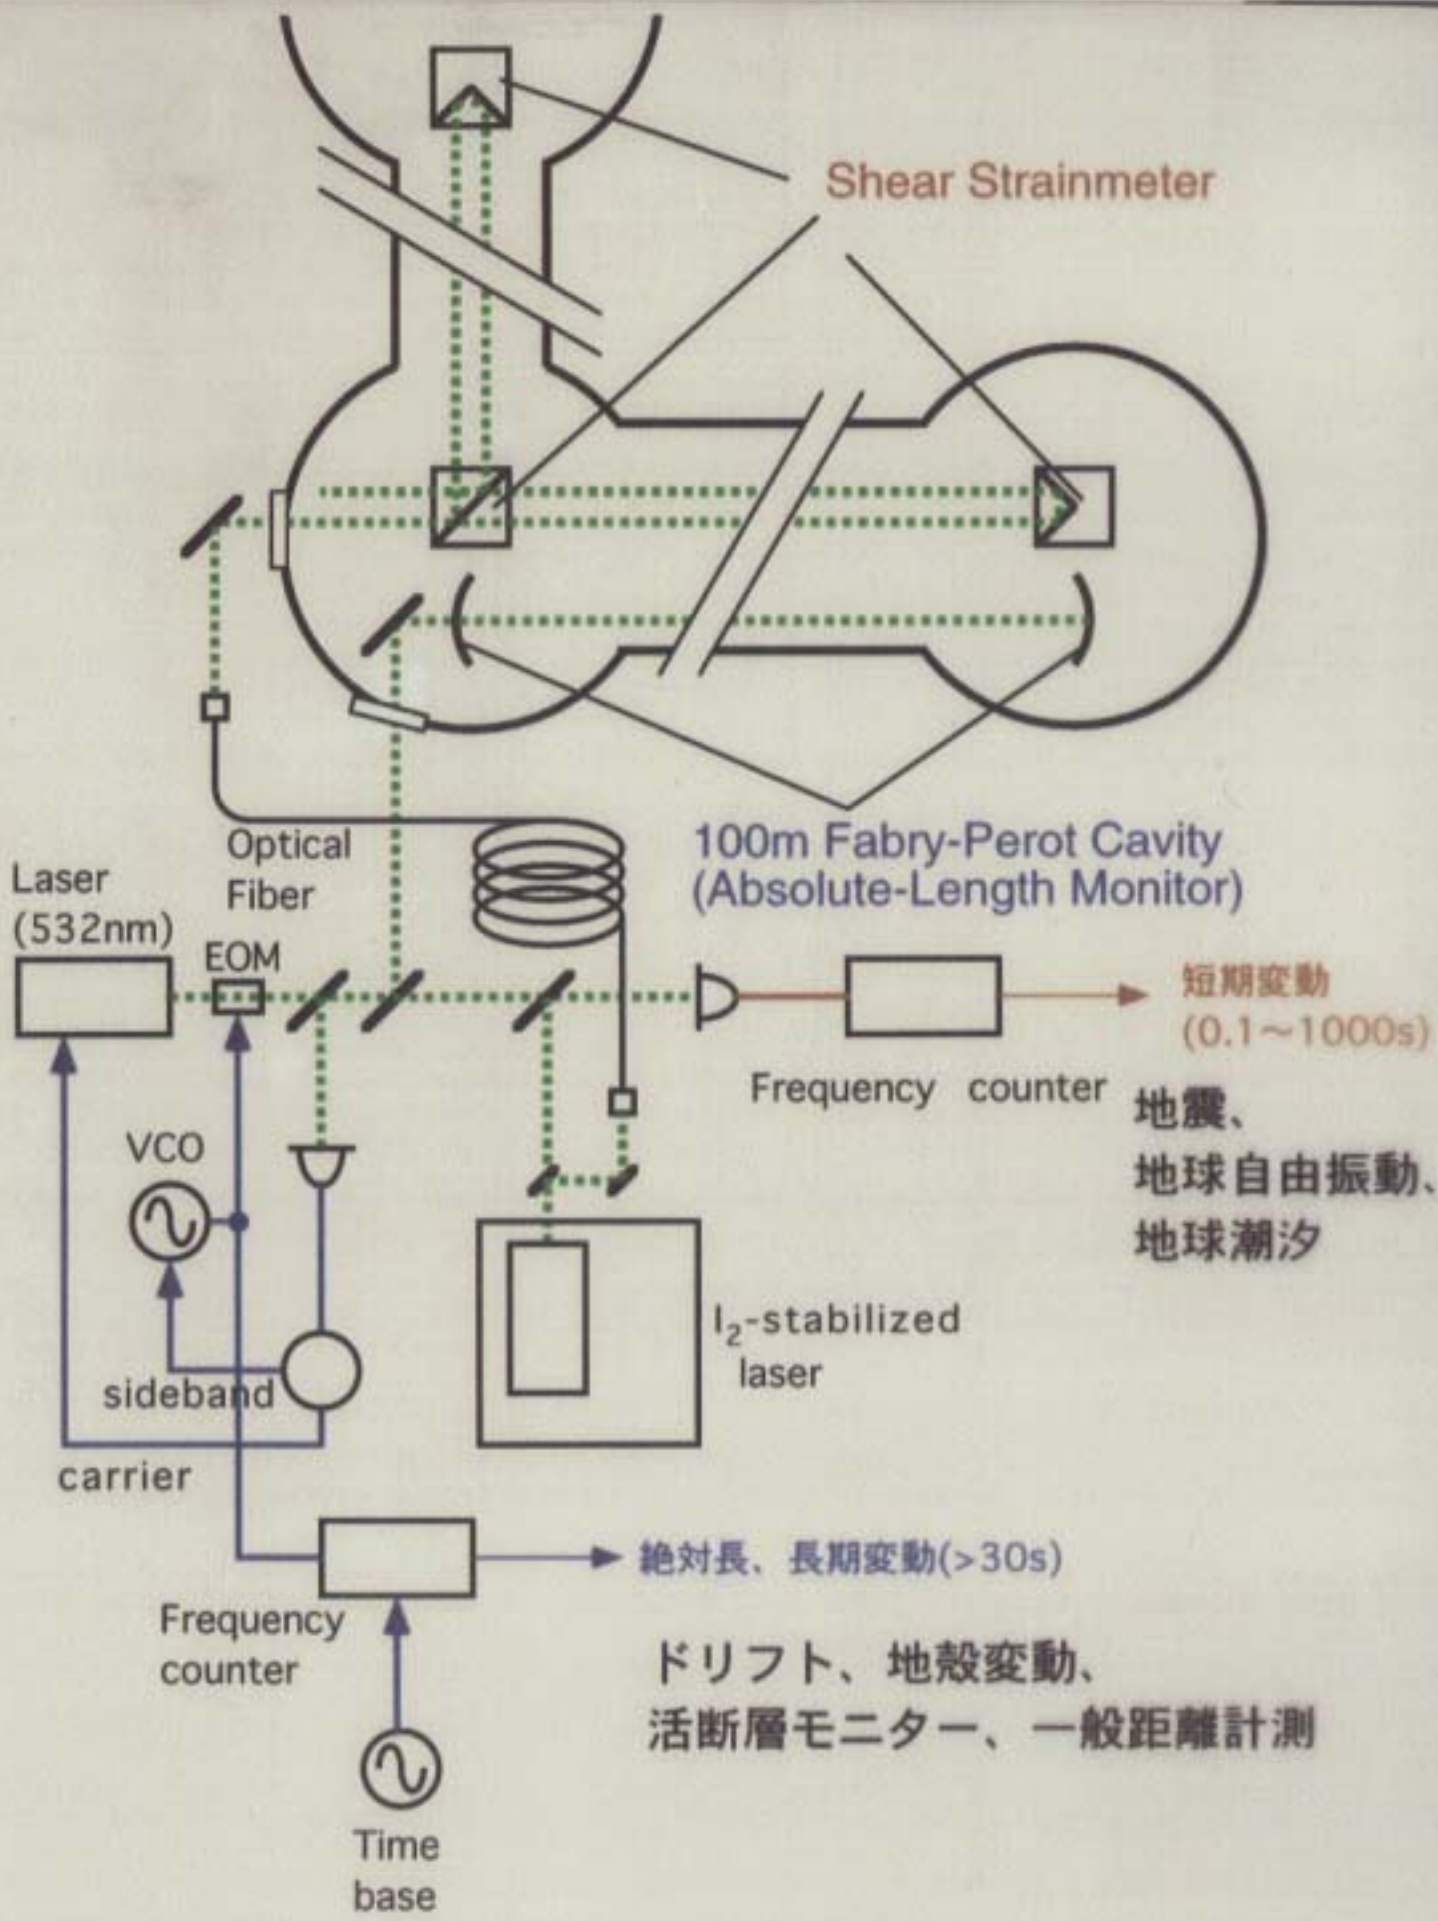 Shear Strainmeter
Optical
Fiber
100m Fabry-Perot Cavity
(Absolute-Length Monitor)
Laser
(532nm)
EOM
短期変動
(0.1〜1000s)
Frequency counter
地震、
地球自由振動、
地球潮汐
VCO
I₂-stabilized
laser
sideband
carrier
絶対長、長期変動(>30s)
Frequency
counter
ドリフト、地殻変動、
活断層モニター、一般距離計測
Time
base